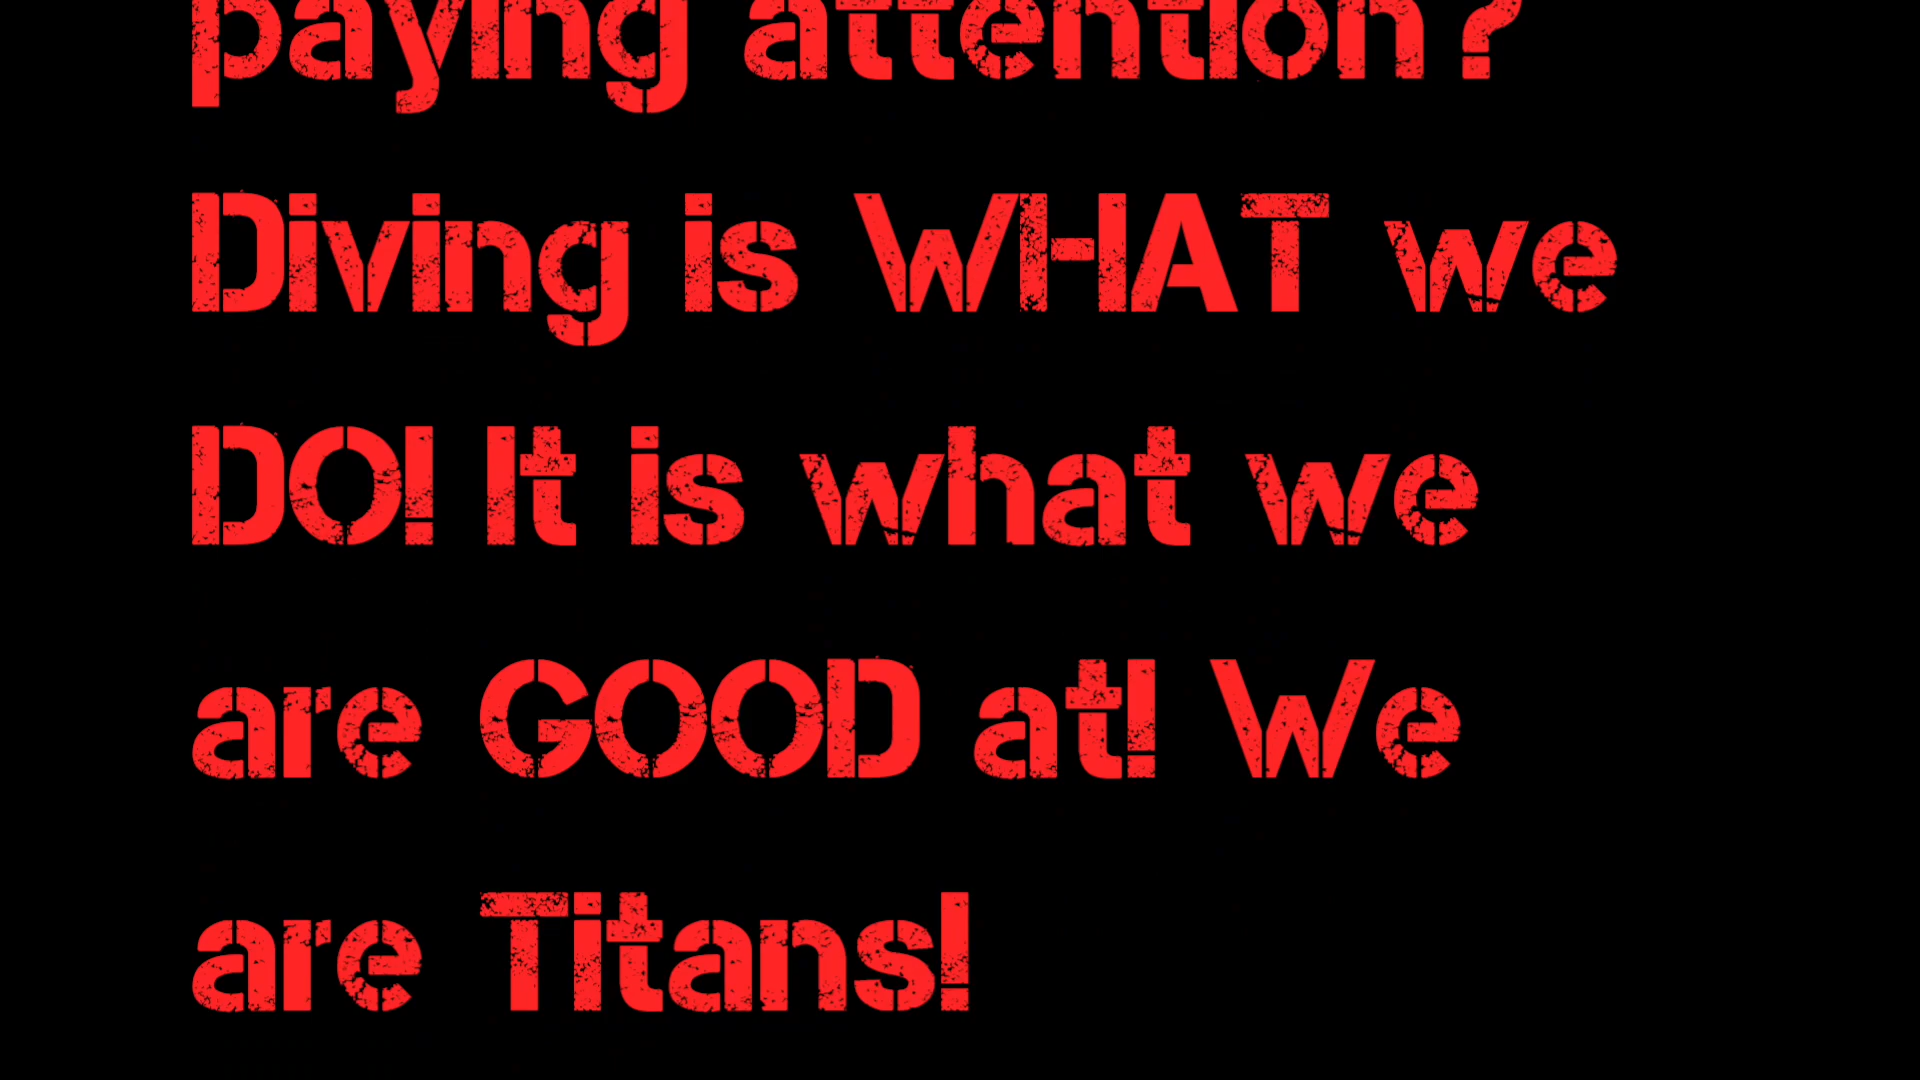 paying attention?
Diving is WHAT we
DO! It is what we
are GOOD at! We
are Titans!